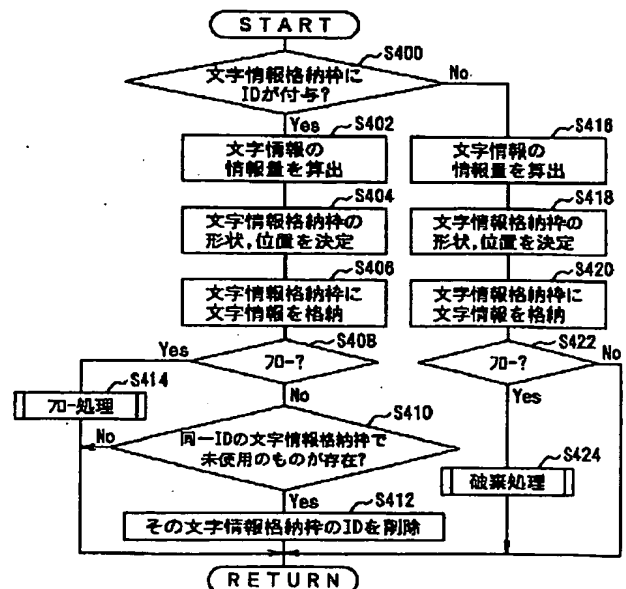 START
S400
文字情報格納枠に
IDが付与?
No
Yes
S402
文字情報の
情報量を算出
S404
文字情報格納枠の
形状,位置を決定
S406
文字情報格納枠に
文字情報を格納
S408
フロー?
Yes
No
S414
フロー処理
S410
同一IDの文字情報格納枠で
未使用のものが存在?
No
Yes
S412
その文字情報格納枠のIDを削除
S416
文字情報の
情報量を算出
S418
文字情報格納枠の
形状,位置を決定
S420
文字情報格納枠に
文字情報を格納
S422
フロー?
No
Yes
S424
破棄処理
RETURN